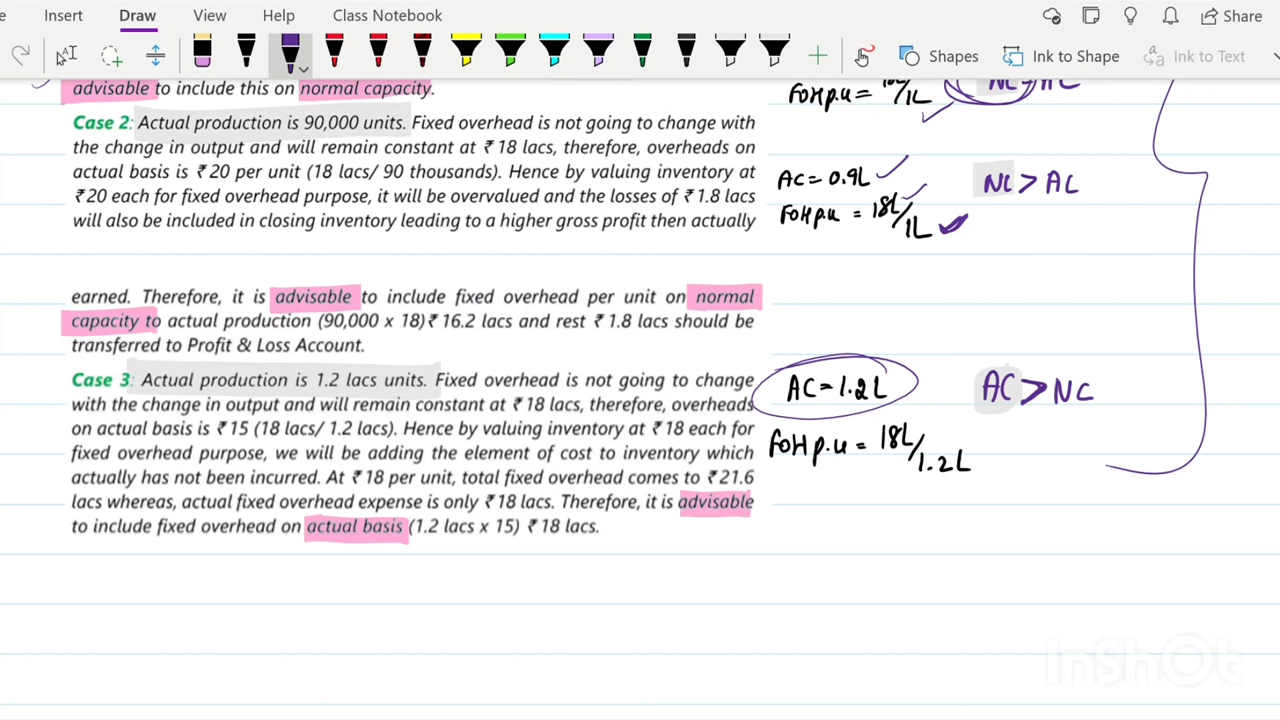 Insert Draw View Help Class Notebook Share
Shapes Ink to Shape Ink to Text
advisable to include this on normal capacity.
FOH p.u = /1L NC = AC
Case 2: Actual production is 90,000 units. Fixed overhead is not going to change with
the change in output and will remain constant at ₹ 18 lacs, therefore, overheads on
actual basis is ₹ 20 per unit (18 lacs/ 90 thousands). Hence by valuing inventory at
₹ 20 each for fixed overhead purpose, it will be overvalued and the losses of ₹ 1.8 lacs
will also be included in closing inventory leading to a higher gross profit then actually
AC = 0.9L NC > AC
FOH p.u = 18L/1L
earned. Therefore, it is advisable to include fixed overhead per unit on normal
capacity to actual production (90,000 x 18) ₹ 16.2 lacs and rest ₹ 1.8 lacs should be
transferred to Profit & Loss Account.
Case 3: Actual production is 1.2 lacs units. Fixed overhead is not going to change
with the change in output and will remain constant at ₹ 18 lacs, therefore, overheads
on actual basis is ₹ 15 (18 lacs/ 1.2 lacs). Hence by valuing inventory at ₹ 18 each for
fixed overhead purpose, we will be adding the element of cost to inventory which
actually has not been incurred. At ₹ 18 per unit, total fixed overhead comes to ₹ 21.6
lacs whereas, actual fixed overhead expense is only ₹ 18 lacs. Therefore, it is advisable
to include fixed overhead on actual basis (1.2 lacs x 15) ₹ 18 lacs.
AC = 1.2L AC > NC
FOH p.u = 18L/1.2L
InShOt